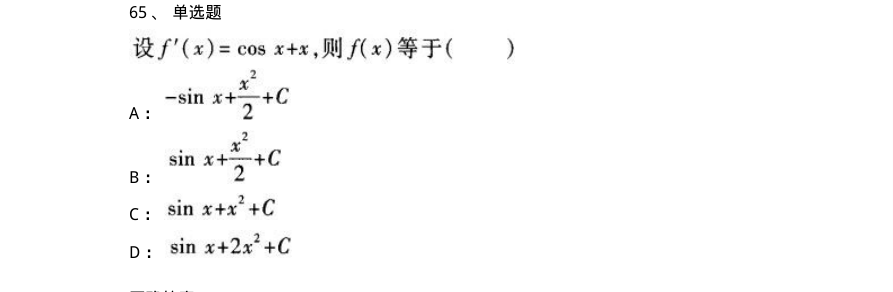 65、 单选题
设f′(x)= cos x+x,则 f(x)等于(  )
A： -sin x+x²/2+C
B： sin x+x²/2+C
C： sin x+x²+C
D： sin x+2x²+C